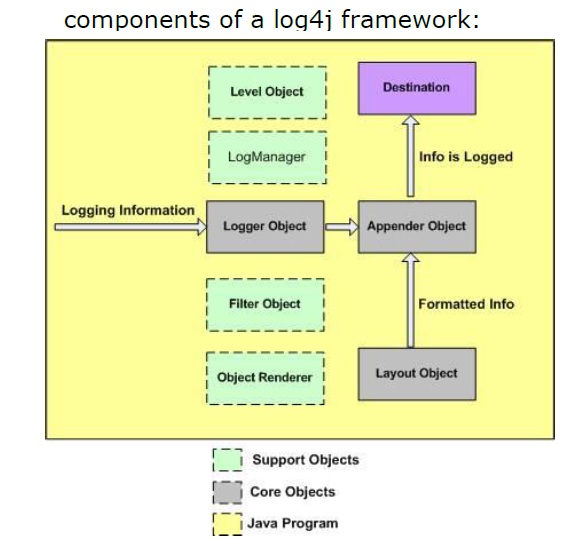 components of a log4j framework:
Level Object
Destination
LogManager
Info is Logged
Logging Information
Logger Object
Appender Object
Filter Object
Formatted Info
Object Renderer
Layout Object
Support Objects
Core Objects
Java Program